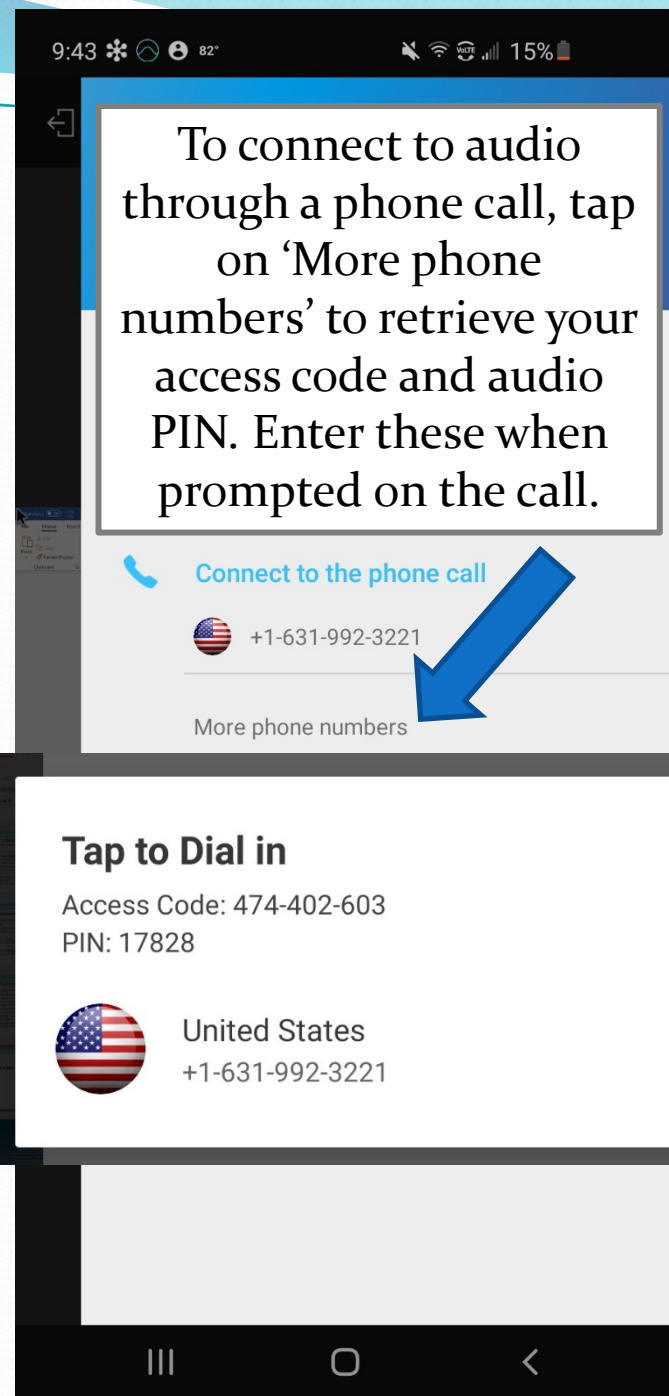 9:43 82° 15%
To connect to audio
through a phone call, tap
on ‘More phone
numbers’ to retrieve your
access code and audio
PIN. Enter these when
prompted on the call.
Home
Connect to the phone call
+1-631-992-3221
More phone numbers
Tap to Dial in
Access Code: 474-402-603
PIN: 17828
United States
+1-631-992-3221